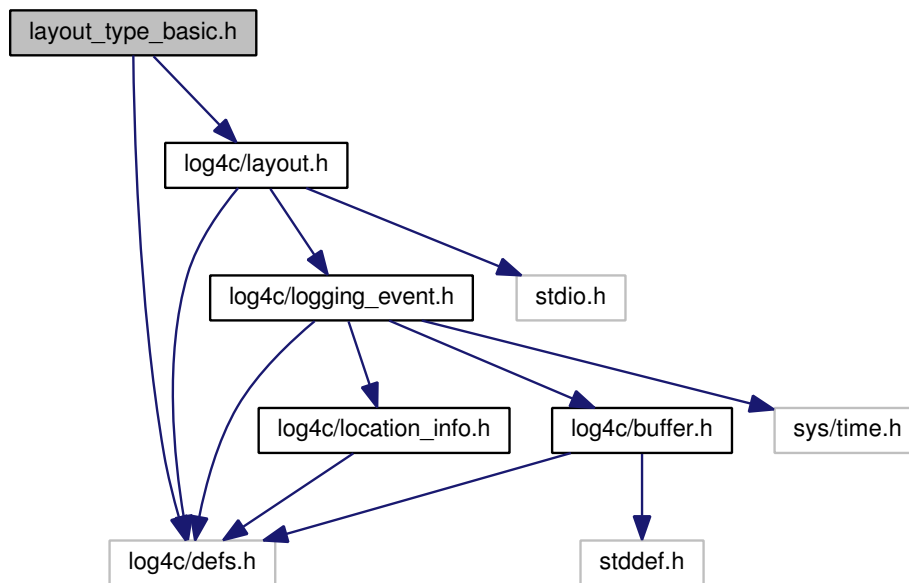 layout_type_basic.h
log4c/layout.h
log4c/logging_event.h
stdio.h
log4c/location_info.h
log4c/buffer.h
sys/time.h
log4c/defs.h
stddef.h